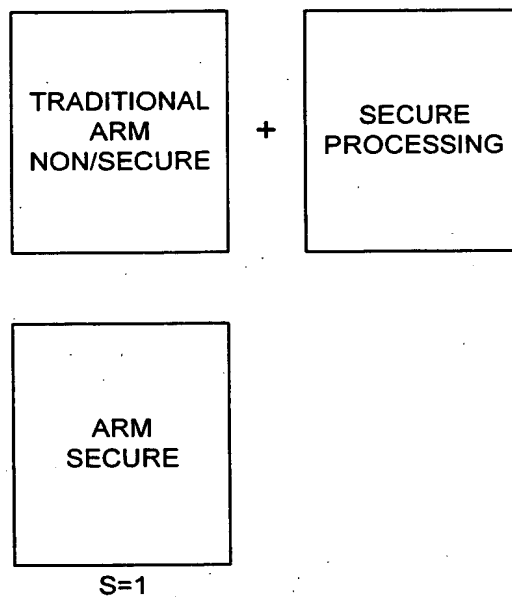 TRADITIONAL
ARM
NON/SECURE
+
SECURE
PROCESSING
ARM
SECURE
S=1